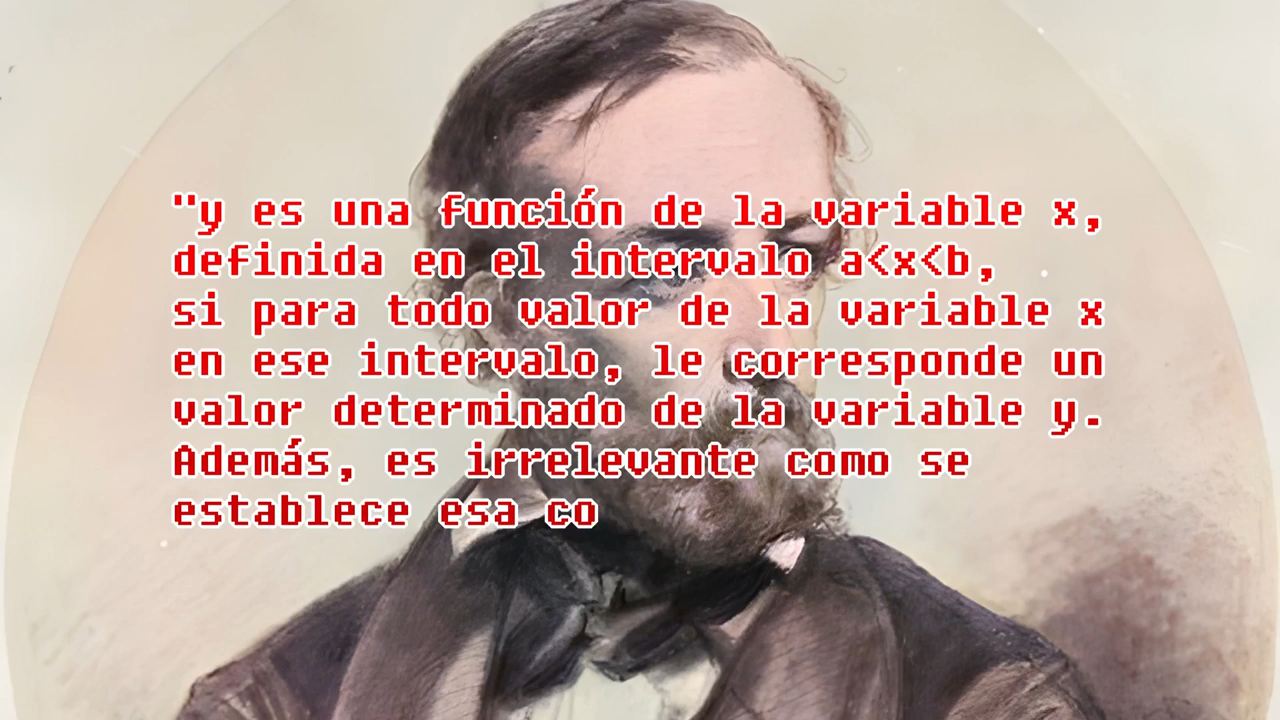 "y es una función de la variable x,
definida en el intervalo a<x<b,
si para todo valor de la variable x
en ese intervalo, le corresponde un
valor determinado de la variable y.
Además, es irrelevante como se
establece esa co